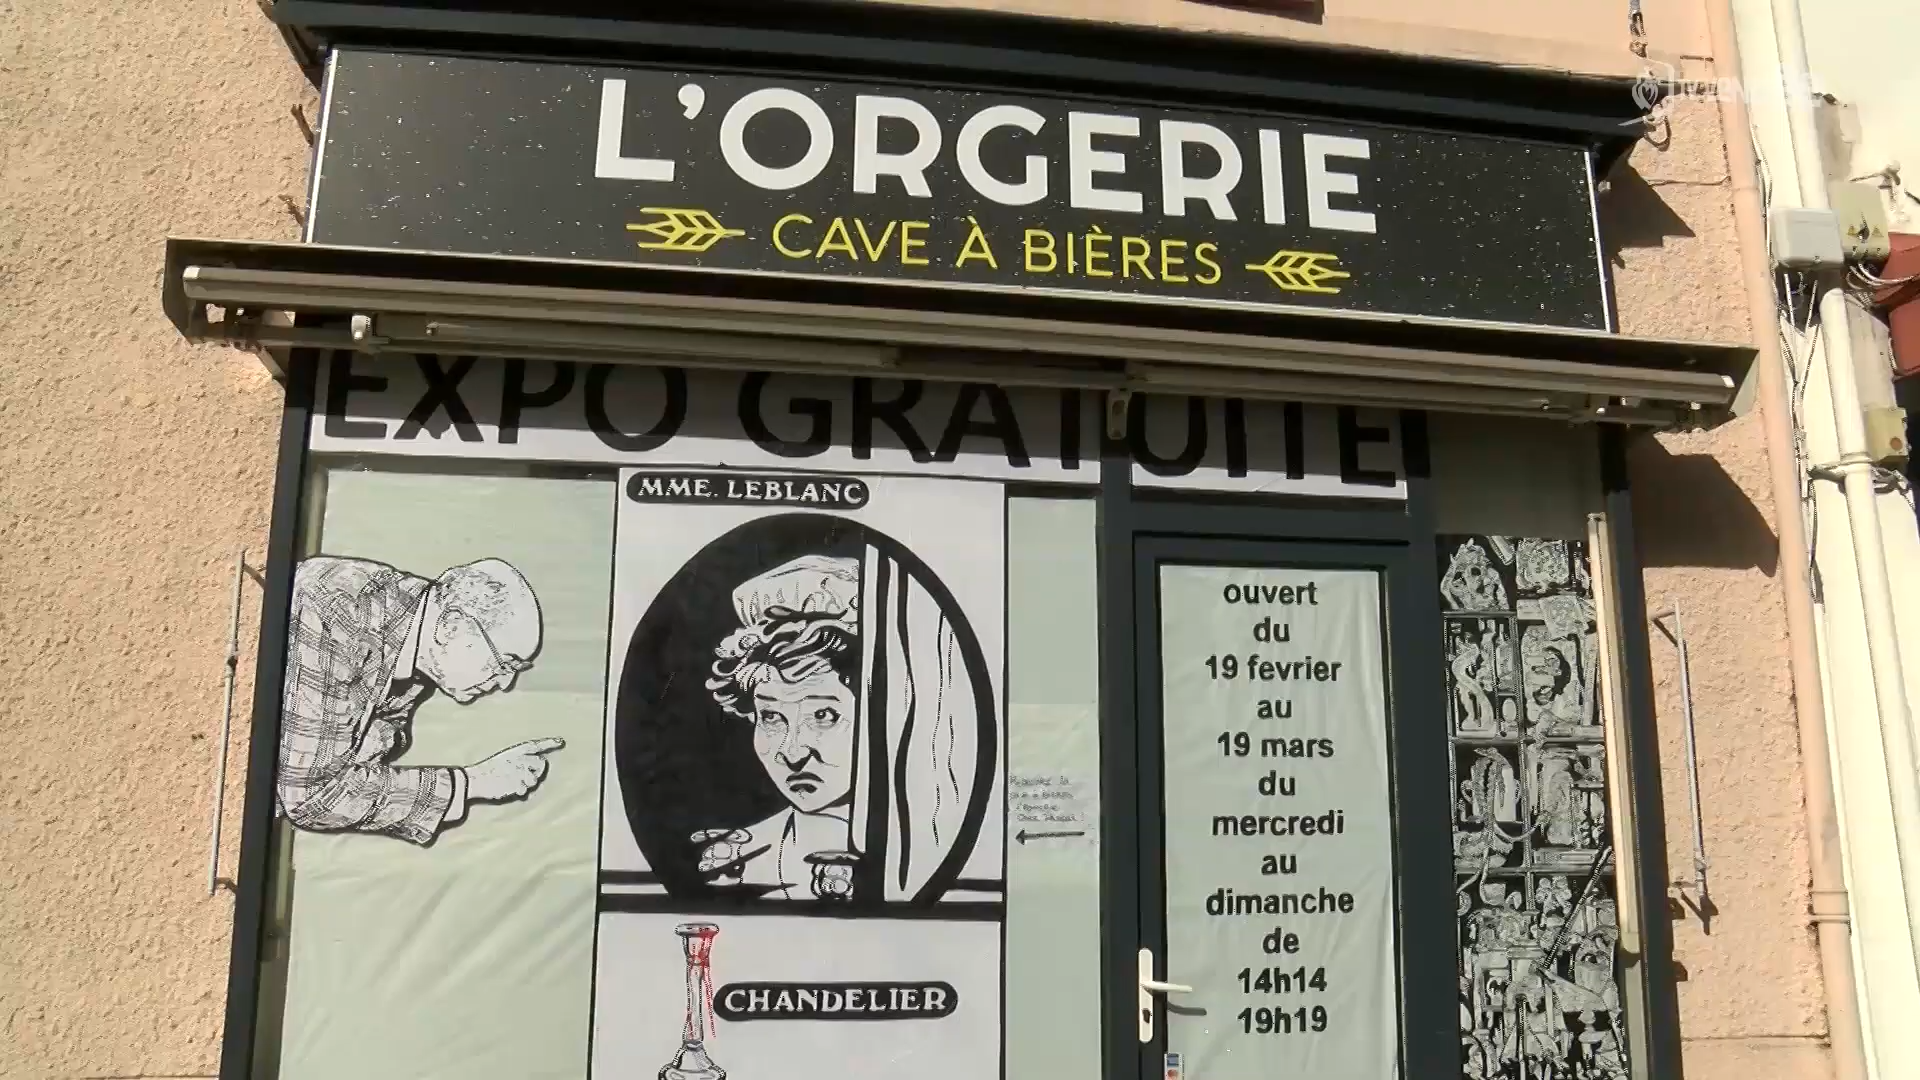 L'ORGERIE
CAVE À BIÈRES
EXPO GRATUITE
MME. LEBLANC
CHANDELIER
ouvert
du
19 fevrier
au
19 mars
du
mercredi
au
dimanche
de
14h14
19h19